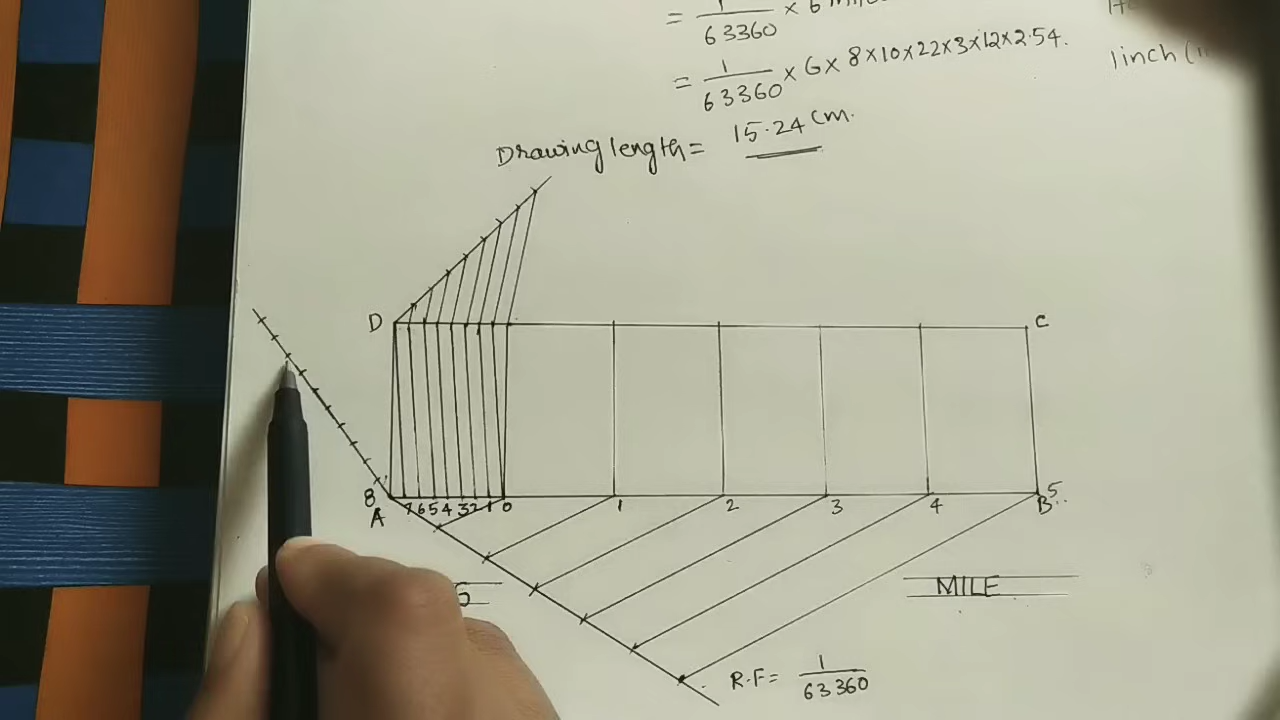 = 1/63360 × 6
= 1/63360 × 6 × 8×10×22×3×12×2.54.
1inch
Drawing length = 15.24 cm.
D C
8 7 6 5 4 3 2 1 0 1 2 3 4 5
A B
MILE
R.F = 1/63360